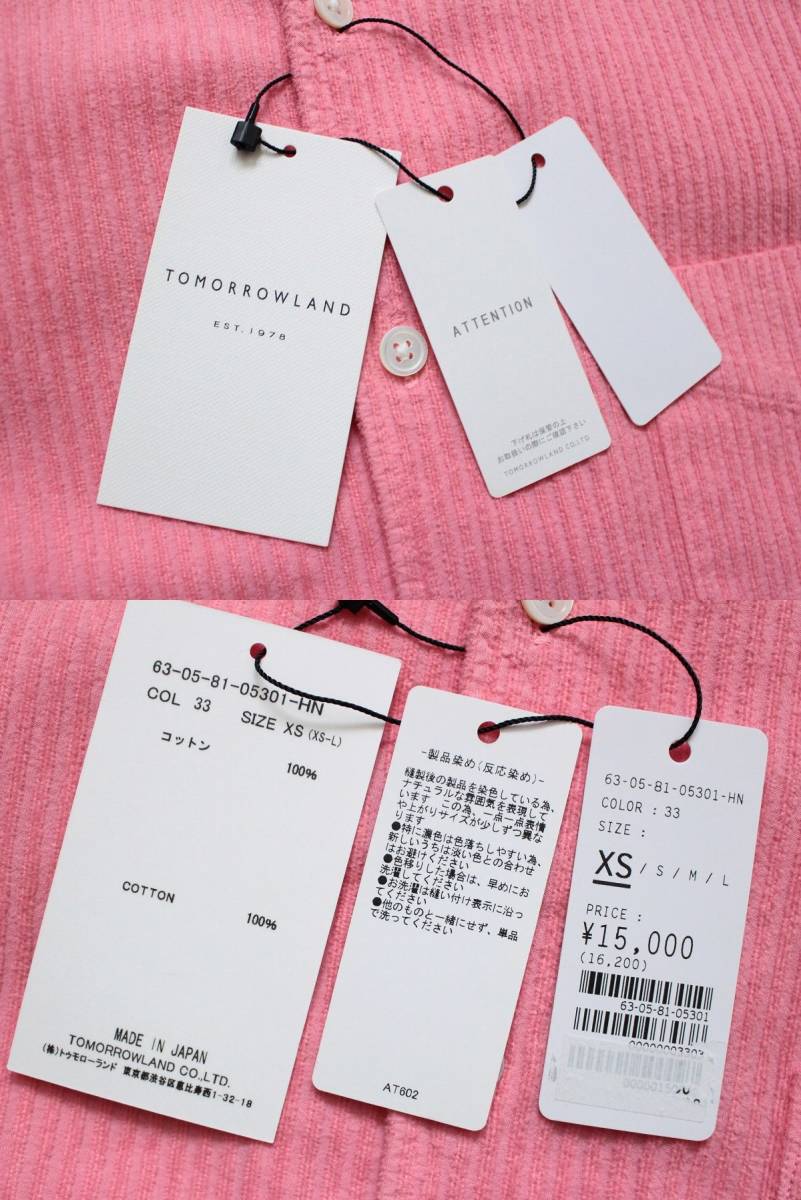 TOMORROWLAND
EST. 1978
ATTENTION
下げ札は保管の上
お取扱いの際にご確認下さい
TOMORROWLAND CO.,LTD
63-05-81-05301-HN
COL 33 SIZE XS (XS-L)
コットン 100%
COTTON 100%
MADE IN JAPAN
TOMORROWLAND CO.,LTD.
(株)トゥモローランド 東京都渋谷区恵比寿西1-32-18
-製品染め(反応染め)-
縫製後の製品を染色している為、
ナチュラルな雰囲気を表現して
います この為、一点一点表情
や上がりサイズが少しずつ異な
ります
●特に濃色は色落ちしやすい為、
新しいうちは淡い色との合わせ
はお避けください
●色移りした場合は、早めにお
洗濯してください
●お洗濯は縫い付け表示に沿っ
てください
●他のものと一緒にせず、単品
で洗ってください
AT602
63-05-81-05301-HN
COLOR : 33
SIZE :
XS / S / M / L
PRICE :
¥15,000
(16,200)
63-05-81-05301